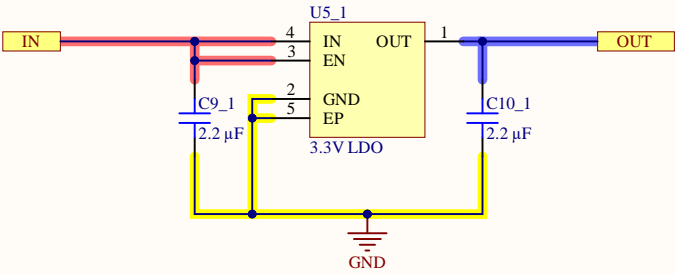 U5_1
IN
4
IN
OUT
1
OUT
3
EN
2
GND
C9_1
C10_1
5
EP
2.2 µF
2.2 µF
3.3V LDO
GND